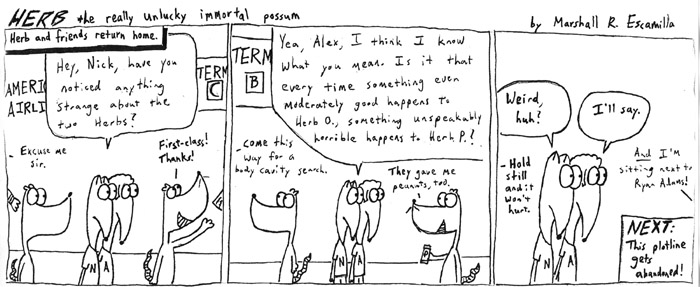 HERB the really unlucky immortal possum
by Marshall R. Escamilla
Herb and friends return home.
Hey, Nick, have you
noticed anything
strange about the
two Herbs?
AMERI
AIRLI
TERM
C
- Excuse me
sir.
First-class!
Thanks!
N A
TERM
B
Yea, Alex, I think I know
what you mean. Is it that
every time something even
moderately good happens to
Herb O., something unspeakably
horrible happens to Herb P.?
- Come this
way for a
body cavity search.
They gave me
peanuts, too.
N A
Weird,
huh?
I'll say.
- Hold
still
and it
won't
hurt.
And I'm
sitting next to
Ryan Adams!
N A
NEXT:
This plotline
gets
abandoned!